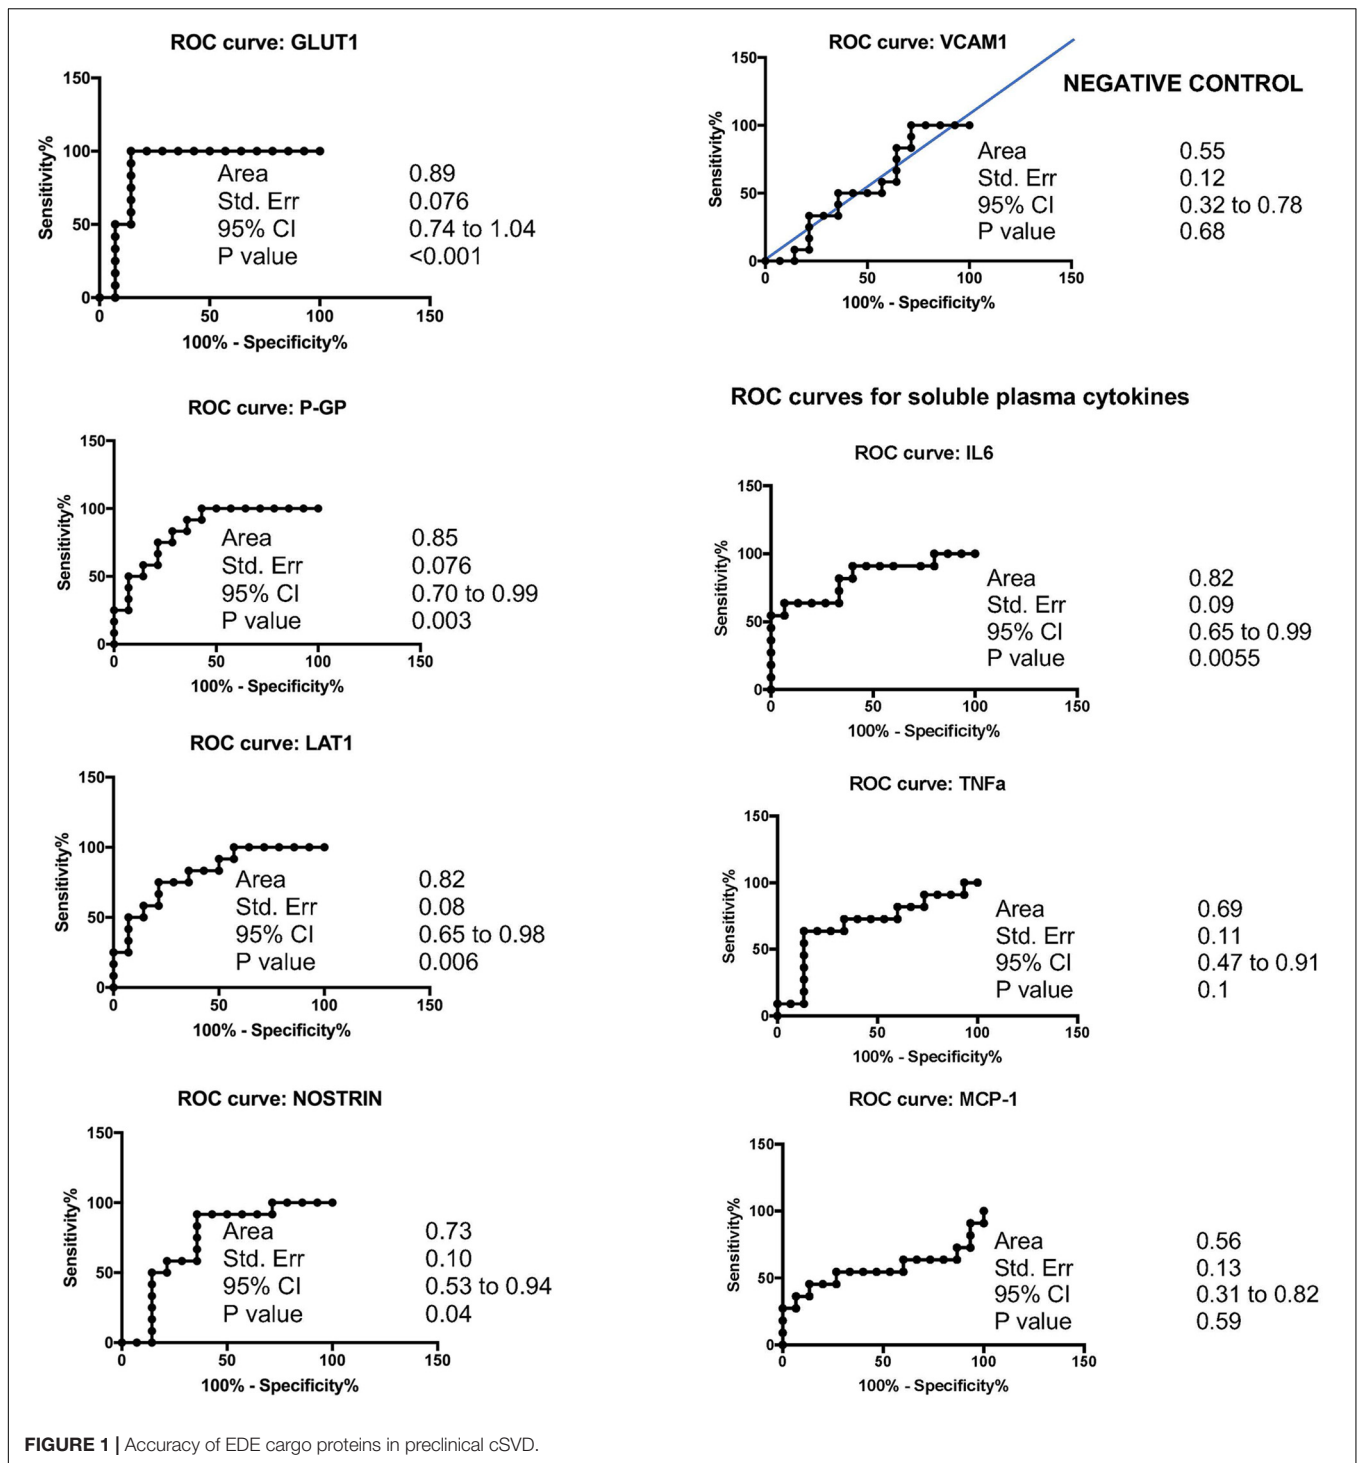 ROC curve: GLUT1
150
100
50
0
Sensitivity%
Area 0.89
Std. Err 0.076
95% CI 0.74 to 1.04
P value <0.001
0 50 100 150
100% - Specificity%
ROC curve: P-GP
150
100
50
0
Sensitivity%
Area 0.85
Std. Err 0.076
95% CI 0.70 to 0.99
P value 0.003
0 50 100 150
100% - Specificity%
ROC curve: LAT1
150
100
50
0
Sensitivity%
Area 0.82
Std. Err 0.08
95% CI 0.65 to 0.98
P value 0.006
0 50 100 150
100% - Specificity%
ROC curve: NOSTRIN
150
100
50
0
Sensitivity%
Area 0.73
Std. Err 0.10
95% CI 0.53 to 0.94
P value 0.04
0 50 100 150
100% - Specificity%
ROC curve: VCAM1
NEGATIVE CONTROL
150
100
50
0
Sensitivity%
Area 0.55
Std. Err 0.12
95% CI 0.32 to 0.78
P value 0.68
0 50 100 150
100% - Specificity%
ROC curves for soluble plasma cytokines
ROC curve: IL6
150
100
50
0
Sensitivity%
Area 0.82
Std. Err 0.09
95% CI 0.65 to 0.99
P value 0.0055
0 50 100 150
100% - Specificity%
ROC curve: TNFa
150
100
50
0
Sensitivity%
Area 0.69
Std. Err 0.11
95% CI 0.47 to 0.91
P value 0.1
0 50 100 150
100% - Specificity%
ROC curve: MCP-1
150
100
50
0
Sensitivity%
Area 0.56
Std. Err 0.13
95% CI 0.31 to 0.82
P value 0.59
0 50 100 150
100% - Specificity%
FIGURE 1 | Accuracy of EDE cargo proteins in preclinical cSVD.